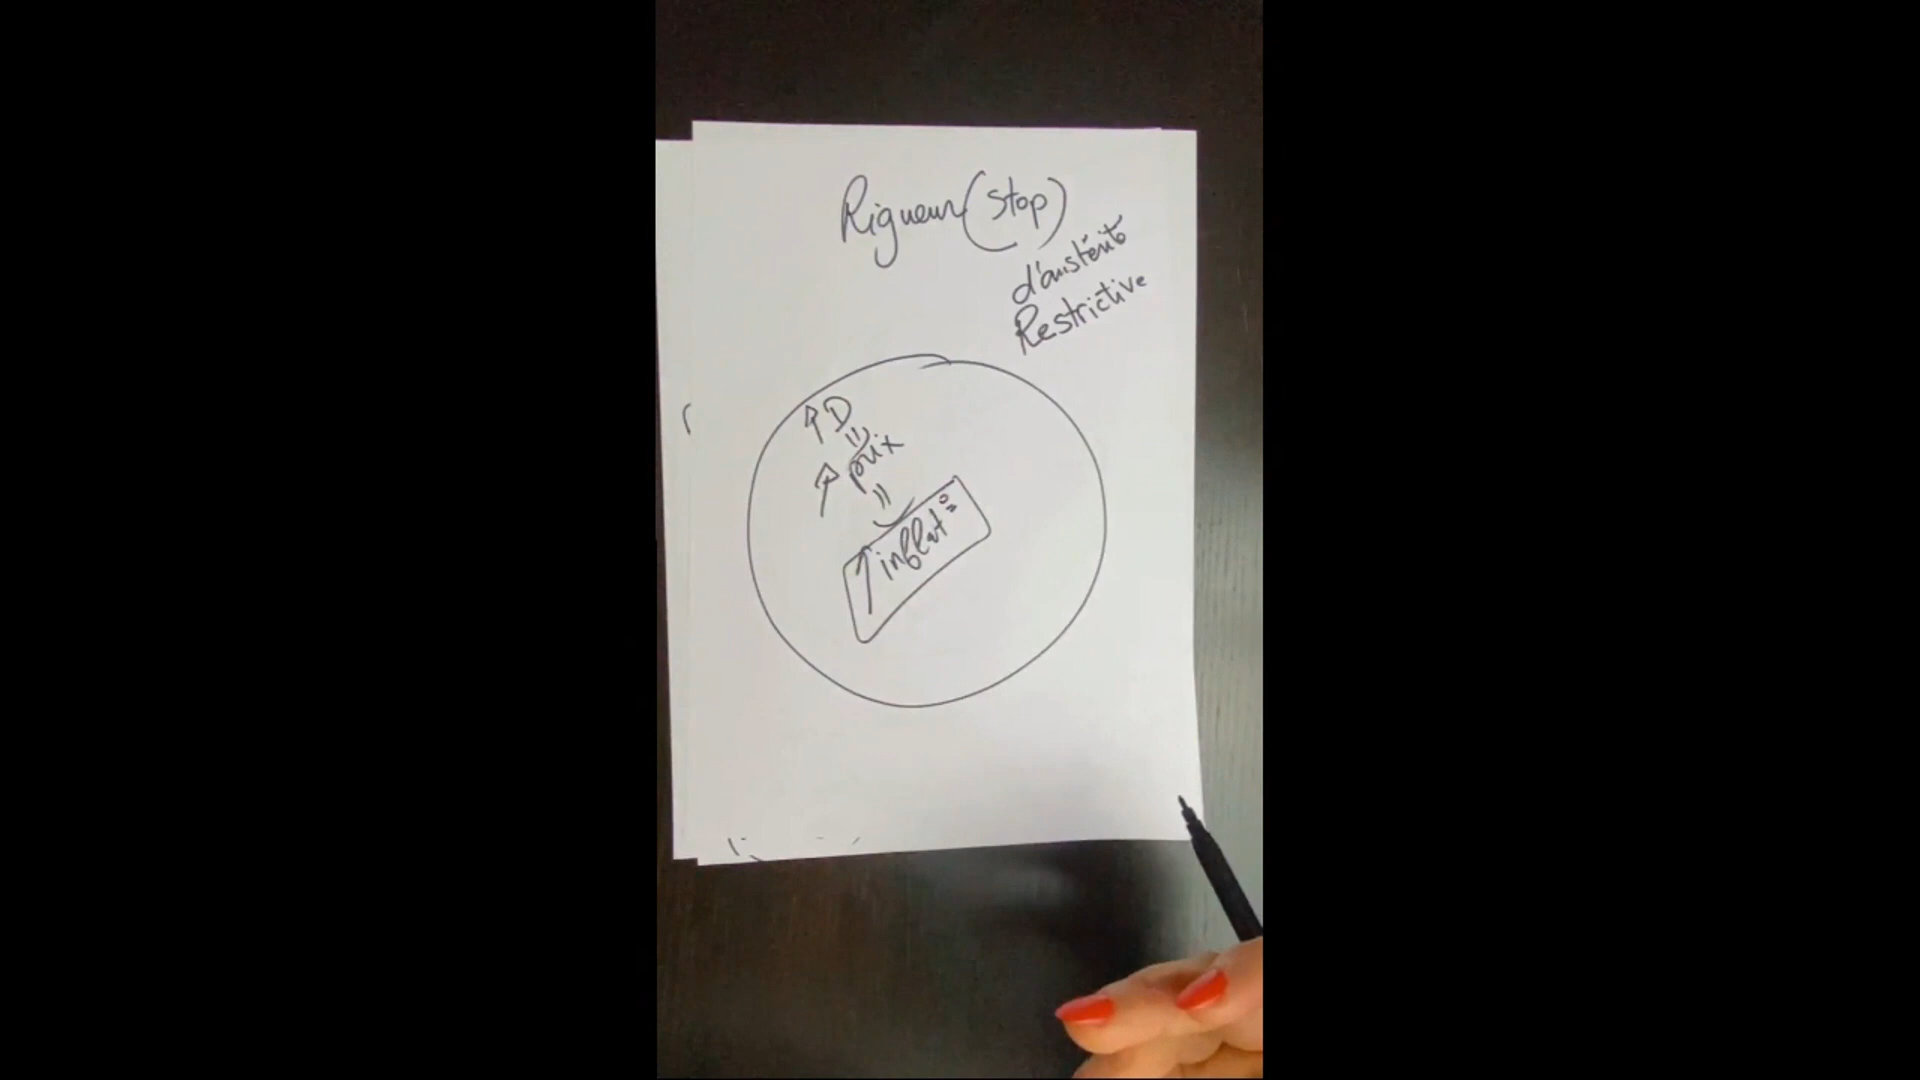 Rigueur (Stop)
d'austérité
Restrictive
↑D
↑ prix
↑ inflat°